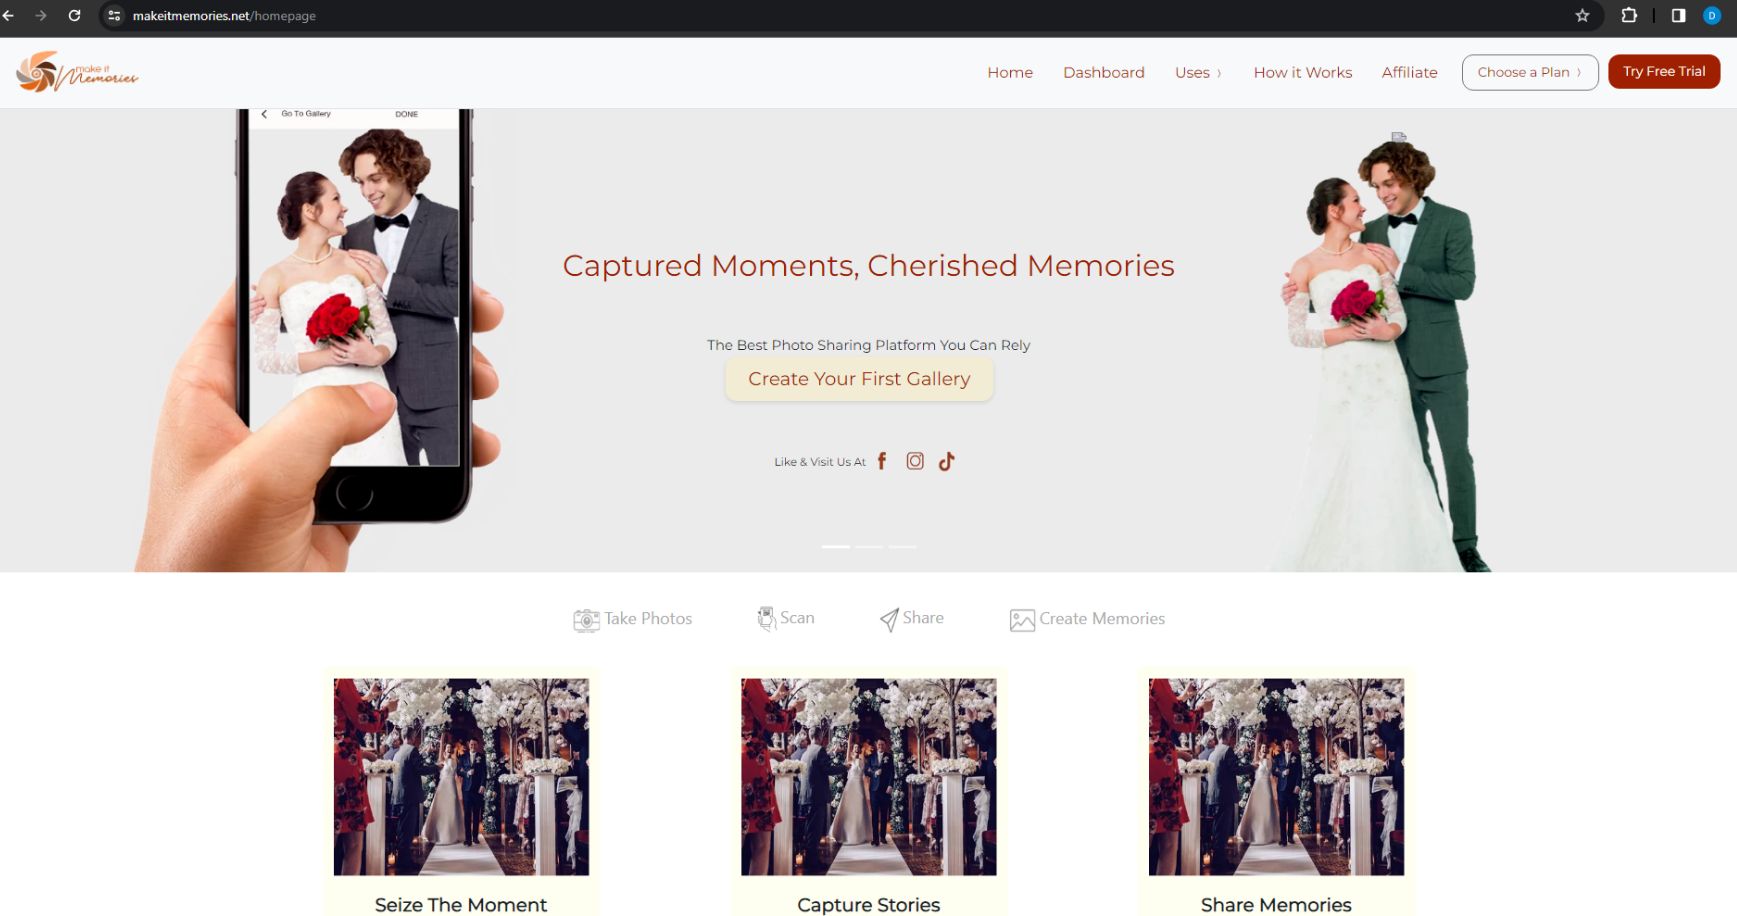 makeitmemories.net/homepage
D
make it
Memories
Home Dashboard Uses How it Works Affiliate Choose a Plan Try Free Trial
Go To Gallery DONE
Captured Moments, Cherished Memories
The Best Photo Sharing Platform You Can Rely
Create Your First Gallery
Like & Visit Us At
Take Photos Scan Share Create Memories
Seize The Moment Capture Stories Share Memories